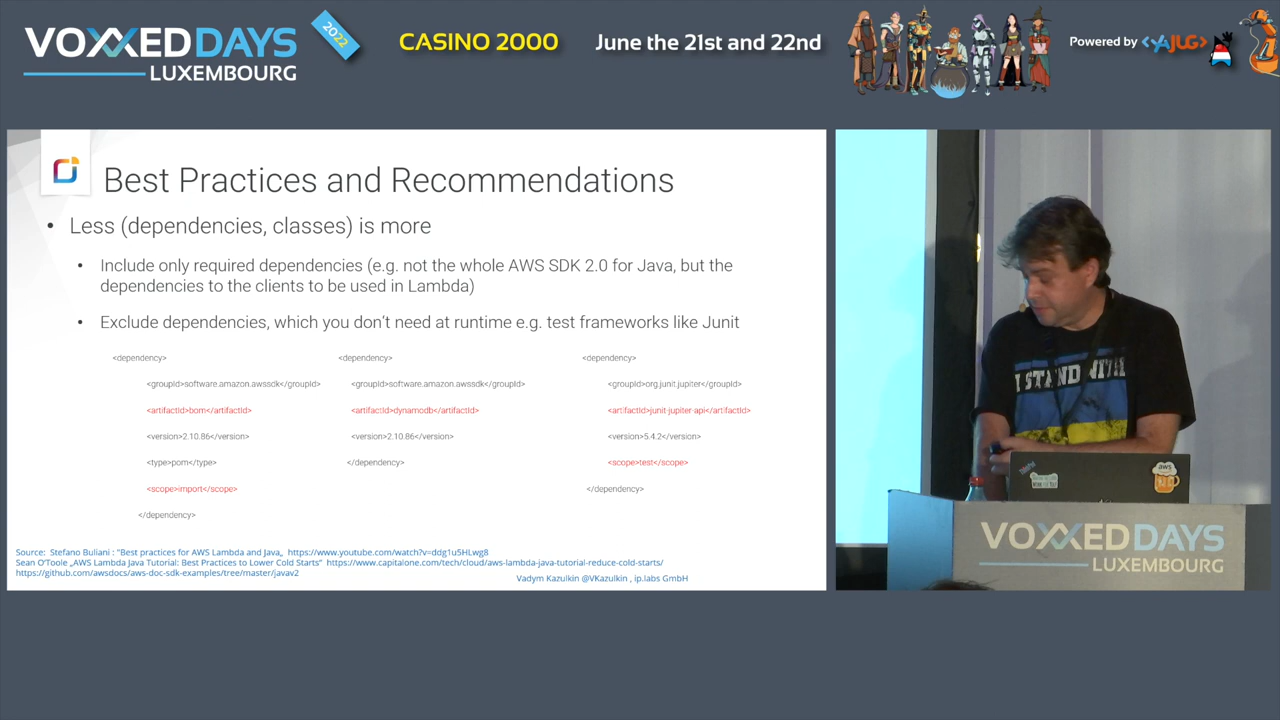 VOXXEDDAYS
LUXEMBOURG
2022
CASINO 2000
June the 21st and 22nd
Powered by <YAJUG>
Best Practices and Recommendations
• Less (dependencies, classes) is more
• Include only required dependencies (e.g. not the whole AWS SDK 2.0 for Java, but the
dependencies to the clients to be used in Lambda)
• Exclude dependencies, which you don't need at runtime e.g. test frameworks like Junit
<dependency>
<groupId>software.amazon.awssdk</groupId>
<artifactId>bom</artifactId>
<version>2.10.86</version>
<type>pom</type>
<scope>import</scope>
</dependency>
<dependency>
<groupId>software.amazon.awssdk</groupId>
<artifactId>dynamodb</artifactId>
<version>2.10.86</version>
</dependency>
<dependency>
<groupId>org.junit.jupiter</groupId>
<artifactId>junit-jupiter-api</artifactId>
<version>5.4.2</version>
<scope>test</scope>
</dependency>
Source: Stefano Buliani : "Best practices for AWS Lambda and Java„ https://www.youtube.com/watch?v=ddg1u5HLwg8
Sean O'Toole „AWS Lambda Java Tutorial: Best Practices to Lower Cold Starts" https://www.capitalone.com/tech/cloud/aws-lambda-java-tutorial-reduce-cold-starts/
https://github.com/awsdocs/aws-doc-sdk-examples/tree/master/javav2
Vadym Kazulkin @VKazulkin , ip.labs GmbH
I STAND WITH
aws
VOXXEDDAYS
LUXEMBOURG